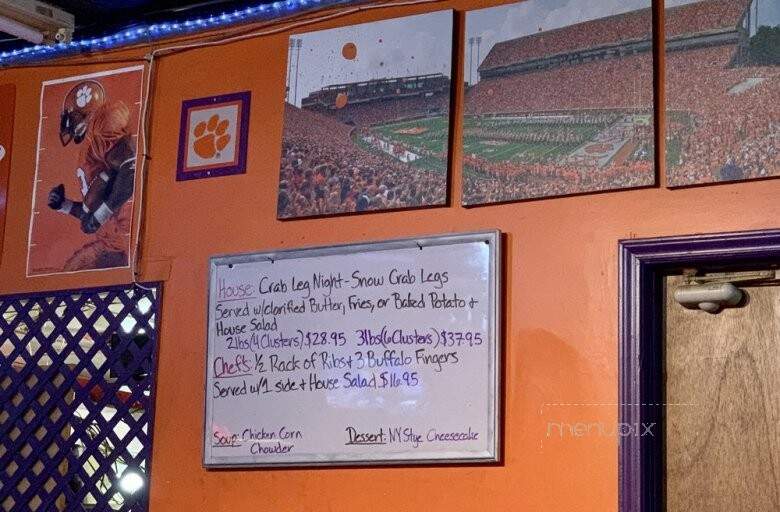 House: Crab Leg Night-Snow Crab Legs
Served w/clarified Butter, Fries, or Baked Potato +
House Salad
2lbs(4 Clusters) $28.95 3lbs(6 Clusters) $37.95
Chef's: 1/2 Rack of Ribs + 3 Buffalo Fingers
Served w/1 side + House Salad $16.95
Soup: Chicken Corn
Chowder
Dessert: NY Stye Cheesecake
menupix